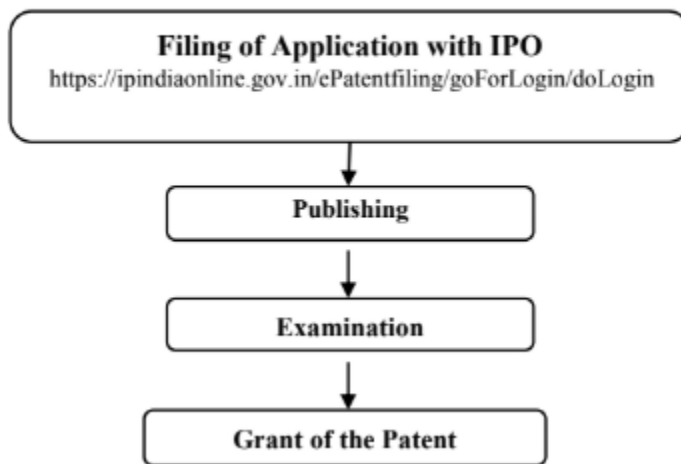 Filing of Application with IPO
https://ipindiaonline.gov.in/ePatentfiling/goForLogin/doLogin
Publishing
Examination
Grant of the Patent